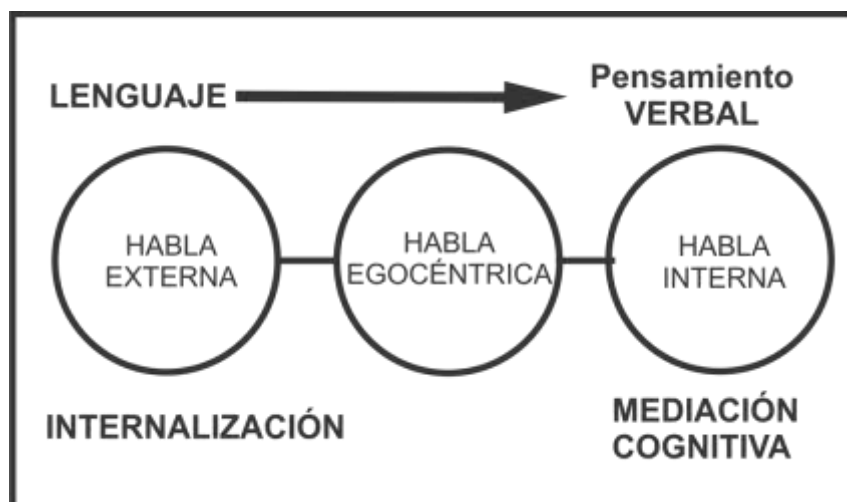 LENGUAJE
Pensamiento
VERBAL
HABLA
EXTERNA
HABLA
EGOCÉNTRICA
HABLA
INTERNA
INTERNALIZACIÓN
MEDIACIÓN
COGNITIVA